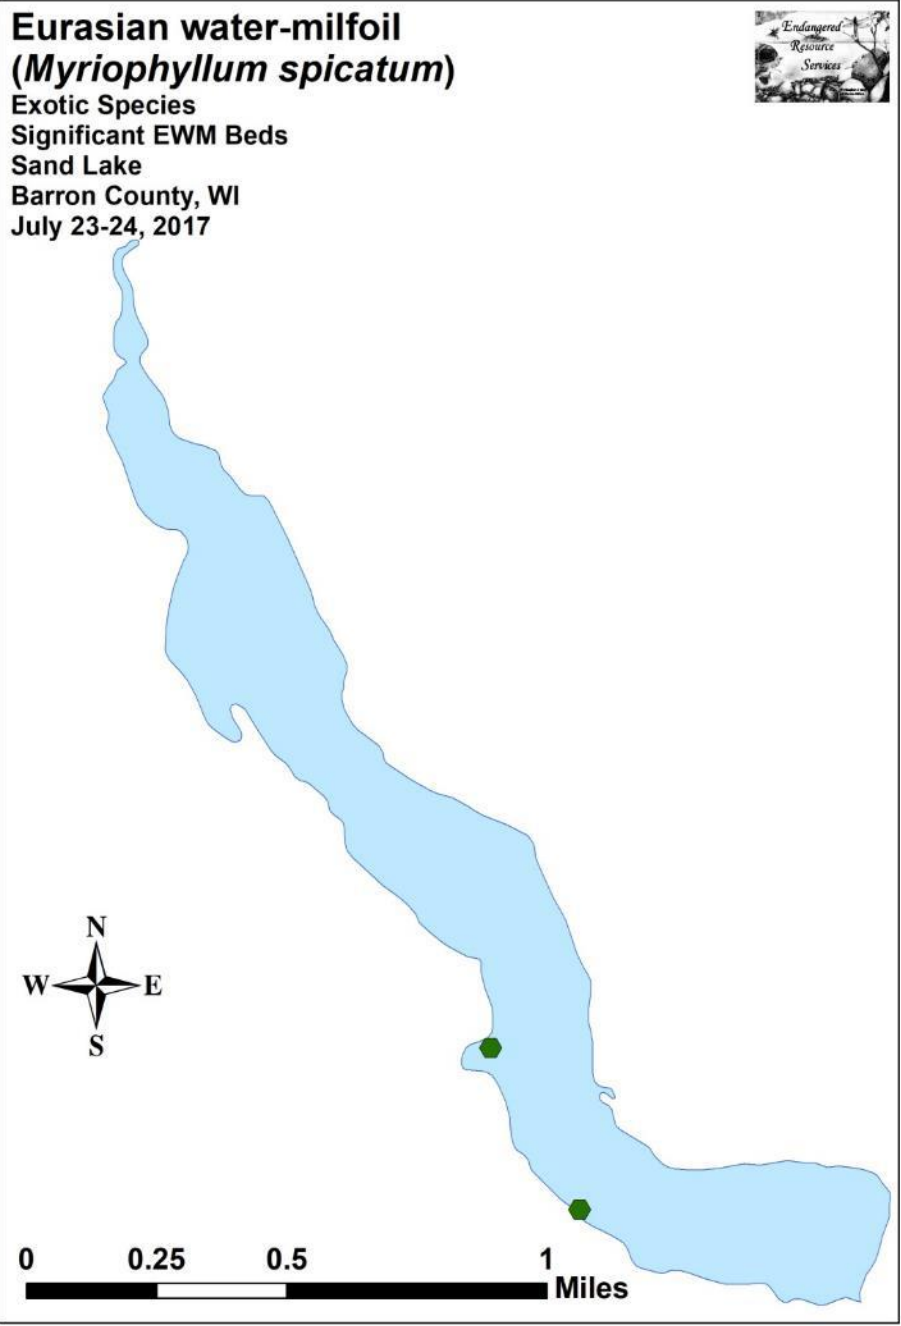 Eurasian water-milfoil
(Myriophyllum spicatum)
Exotic Species
Significant EWM Beds
Sand Lake
Barron County, WI
July 23-24, 2017
Endangered
Resource
Services
N
W E
S
0 0.25 0.5 1
Miles